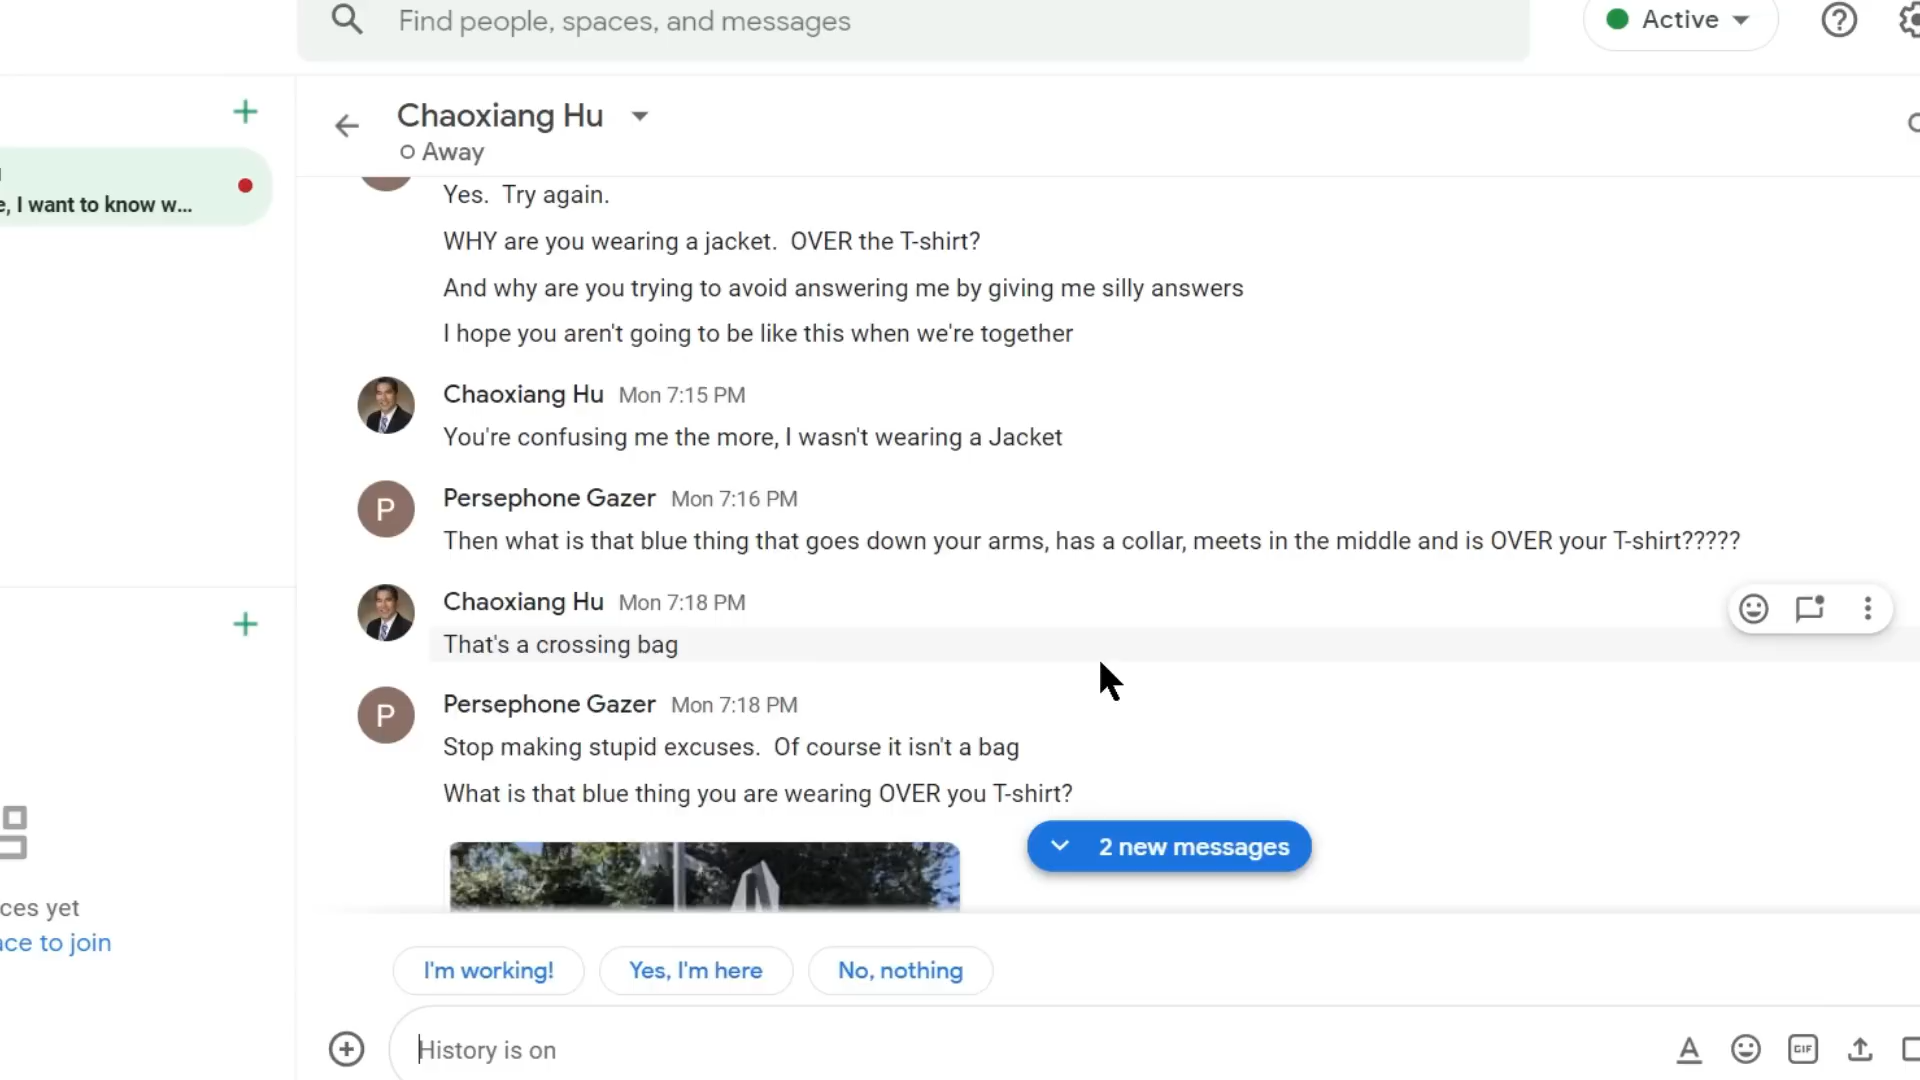 Find people, spaces, and messages
Active
Chaoxiang Hu
Away
e, I want to know w...
Yes.  Try again.
WHY are you wearing a jacket.  OVER the T-shirt?
And why are you trying to avoid answering me by giving me silly answers
I hope you aren't going to be like this when we're together
Chaoxiang Hu Mon 7:15 PM
You're confusing me the more, I wasn't wearing a Jacket
P
Persephone Gazer Mon 7:16 PM
Then what is that blue thing that goes down your arms, has a collar, meets in the middle and is OVER your T-shirt?????
Chaoxiang Hu Mon 7:18 PM
That's a crossing bag
P
Persephone Gazer Mon 7:18 PM
Stop making stupid excuses.  Of course it isn't a bag
What is that blue thing you are wearing OVER you T-shirt?
2 new messages
ces yet
ace to join
I'm working!
Yes, I'm here
No, nothing
History is on
GIF